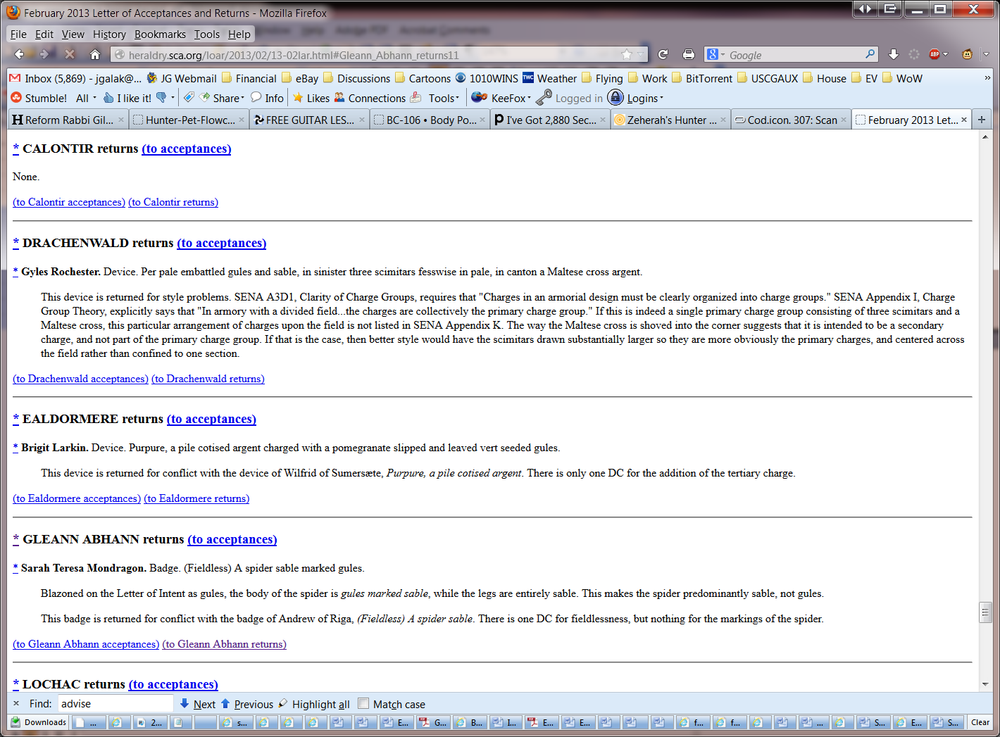 February 2013 Letter of Acceptances and Returns - Mozilla Firefox
File Edit View History Bookmarks Tools Help
heraldry.sca.org/loar/2013/02/13-02lar.html#Gleann_Abhann_returns11
Google
Inbox (5,869) - jgalak@... JG Webmail Financial eBay Discussions Cartoons 1010WINS Weather Flying Work BitTorrent USCGAUX House EV WoW
Stumble! All I like it! Share Info Likes Connections Tools KeeFox Logged in Logins
Reform Rabbi Gil... Hunter-Pet-Flowc... FREE GUITAR LES... BC-106 • Body Po... I've Got 2,880 Sec... Zeherah's Hunter ... Cod.icon. 307: Scan February 2013 Let...
* CALONTIR returns (to acceptances)
None.
(to Calontir acceptances) (to Calontir returns)
* DRACHENWALD returns (to acceptances)
* Gyles Rochester. Device. Per pale embattled gules and sable, in sinister three scimitars fesswise in pale, in canton a Maltese cross argent.
This device is returned for style problems. SENA A3D1, Clarity of Charge Groups, requires that "Charges in an armorial design must be clearly organized into charge groups." SENA Appendix I, Charge
Group Theory, explicitly says that "In armory with a divided field...the charges are collectively the primary charge group." If this is indeed a single primary charge group consisting of three scimitars and a
Maltese cross, this particular arrangement of charges upon the field is not listed in SENA Appendix K. The way the Maltese cross is shoved into the corner suggests that it is intended to be a secondary
charge, and not part of the primary charge group. If that is the case, then better style would have the scimitars drawn substantially larger so they are more obviously the primary charges, and centered across
the field rather than confined to one section.
(to Drachenwald acceptances) (to Drachenwald returns)
* EALDORMERE returns (to acceptances)
* Brigit Larkin. Device. Purpure, a pile cotised argent charged with a pomegranate slipped and leaved vert seeded gules.
This device is returned for conflict with the device of Wilfrid of Sumersæte, Purpure, a pile cotised argent. There is only one DC for the addition of the tertiary charge.
(to Ealdormere acceptances) (to Ealdormere returns)
* GLEANN ABHANN returns (to acceptances)
* Sarah Teresa Mondragon. Badge. (Fieldless) A spider sable marked gules.
Blazoned on the Letter of Intent as gules, the body of the spider is gules marked sable, while the legs are entirely sable. This makes the spider predominantly sable, not gules.
This badge is returned for conflict with the badge of Andrew of Riga, (Fieldless) A spider sable. There is one DC for fieldlessness, but nothing for the markings of the spider.
(to Gleann Abhann acceptances) (to Gleann Abhann returns)
* LOCHAC returns (to acceptances)
Find: advise Next Previous Highlight all Match case
Downloads ... 2... s... E... G... B... I... E... E... f... f... ... S... E... S... Clear